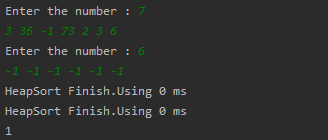 Enter the number : 7
3 36 -1 73 2 3 6
Enter the number : 6
-1 -1 -1 -1 -1 -1
HeapSort Finish.Using 0 ms
HeapSort Finish.Using 0 ms
1